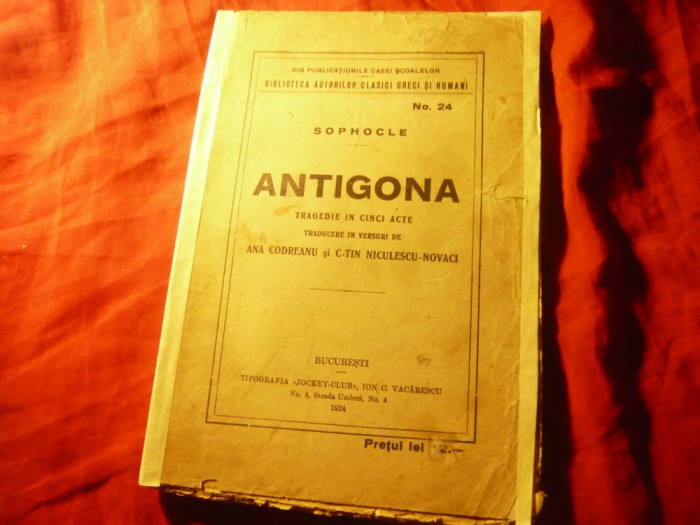 DIN PUBLICAȚIUNILE CASEI ȘCOALELOR
BIBLIOTECA AUTORILOR CLASICI GRECI ȘI ROMANI
No. 24
SOPHOCLE
ANTIGONA
TRAGEDIE IN CINCI ACTE
TRADUCERE IN VERSURI DE
ANA CODREANU și C-TIN NICULESCU-NOVACI
BUCUREȘTI
TIPOGRAFIA «JOCKEY-CLUB», ION C. VACĂRESCU
No. 4, Strada Umbrei, No. 4
1924
Prețul lei